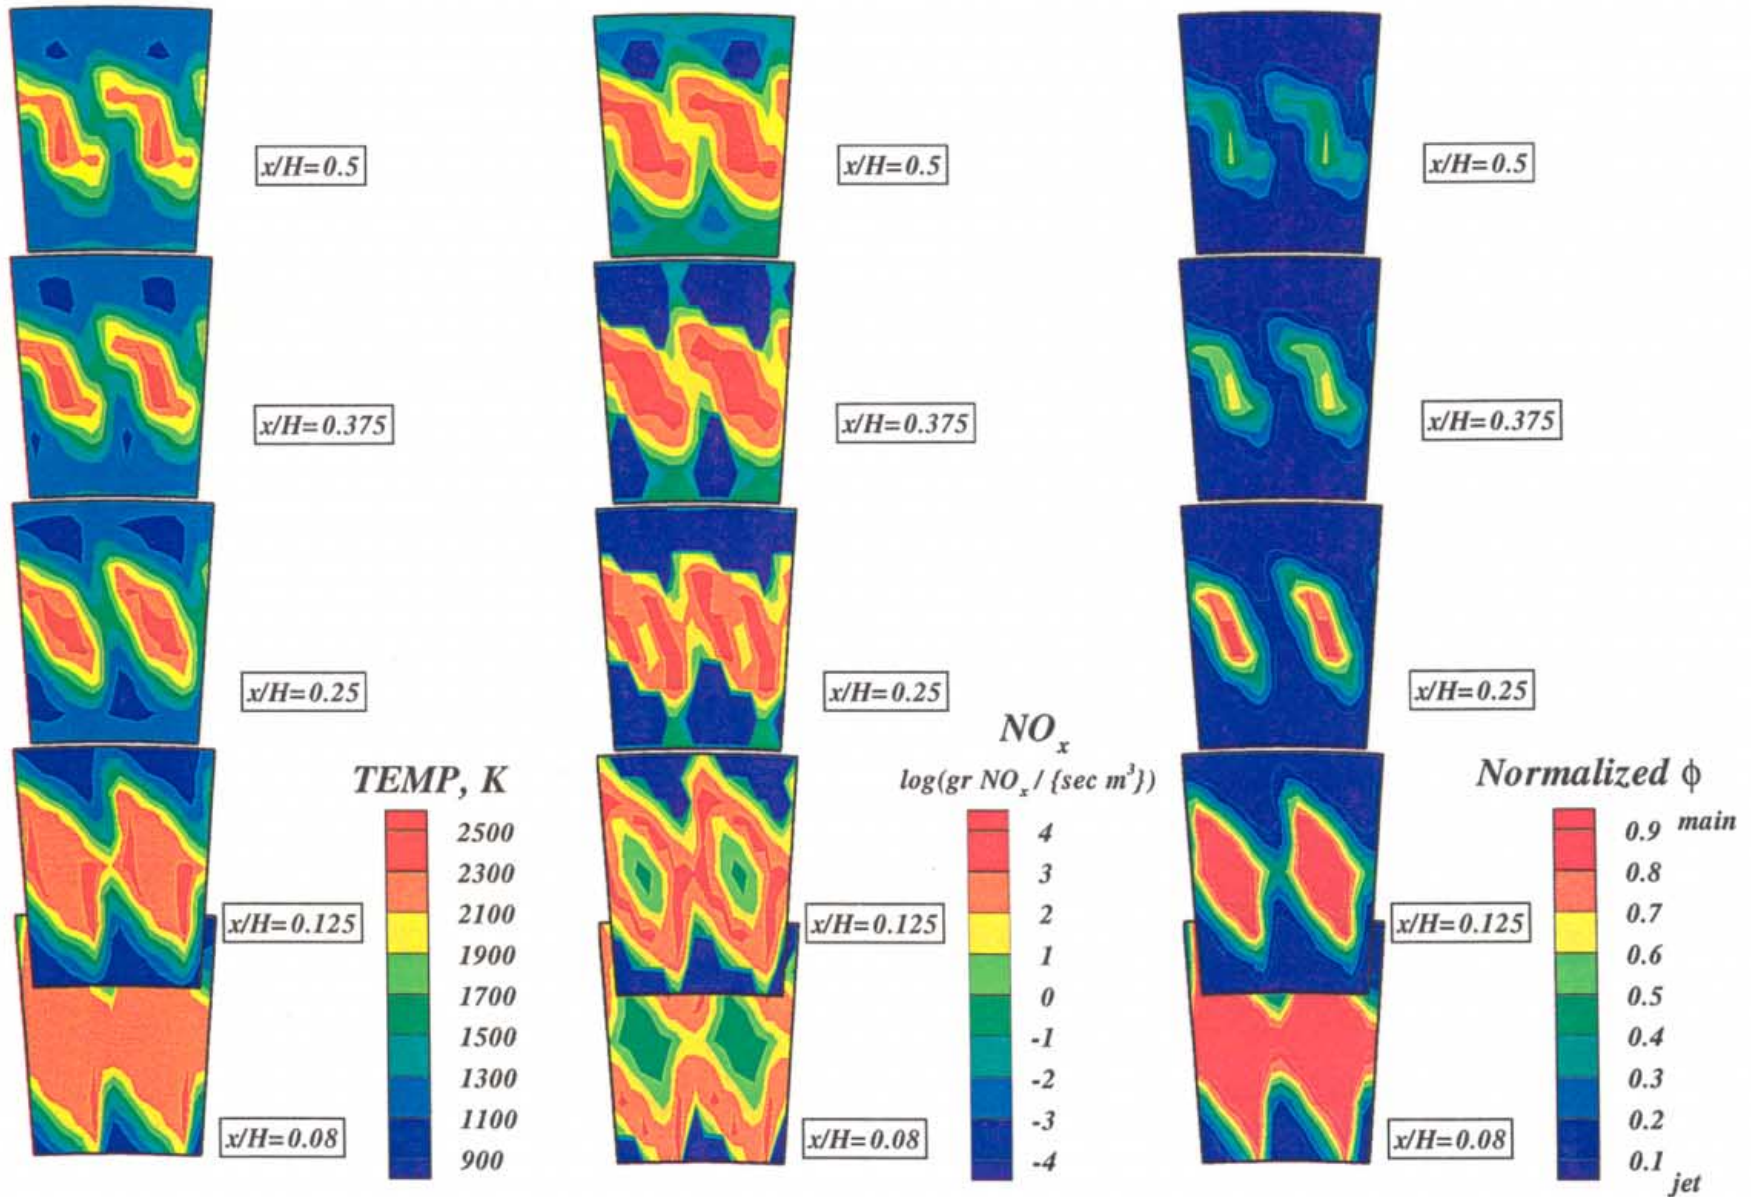 x/H=0.5
x/H=0.375
x/H=0.25
x/H=0.125
x/H=0.08
TEMP, K
2500
2300
2100
1900
1700
1500
1300
1100
900
x/H=0.5
x/H=0.375
x/H=0.25
x/H=0.125
x/H=0.08
NOx
log(gr NOx / {sec m³})
4
3
2
1
0
-1
-2
-3
-4
x/H=0.5
x/H=0.375
x/H=0.25
x/H=0.125
x/H=0.08
Normalized ϕ
0.9 main
0.8
0.7
0.6
0.5
0.4
0.3
0.2
0.1
jet